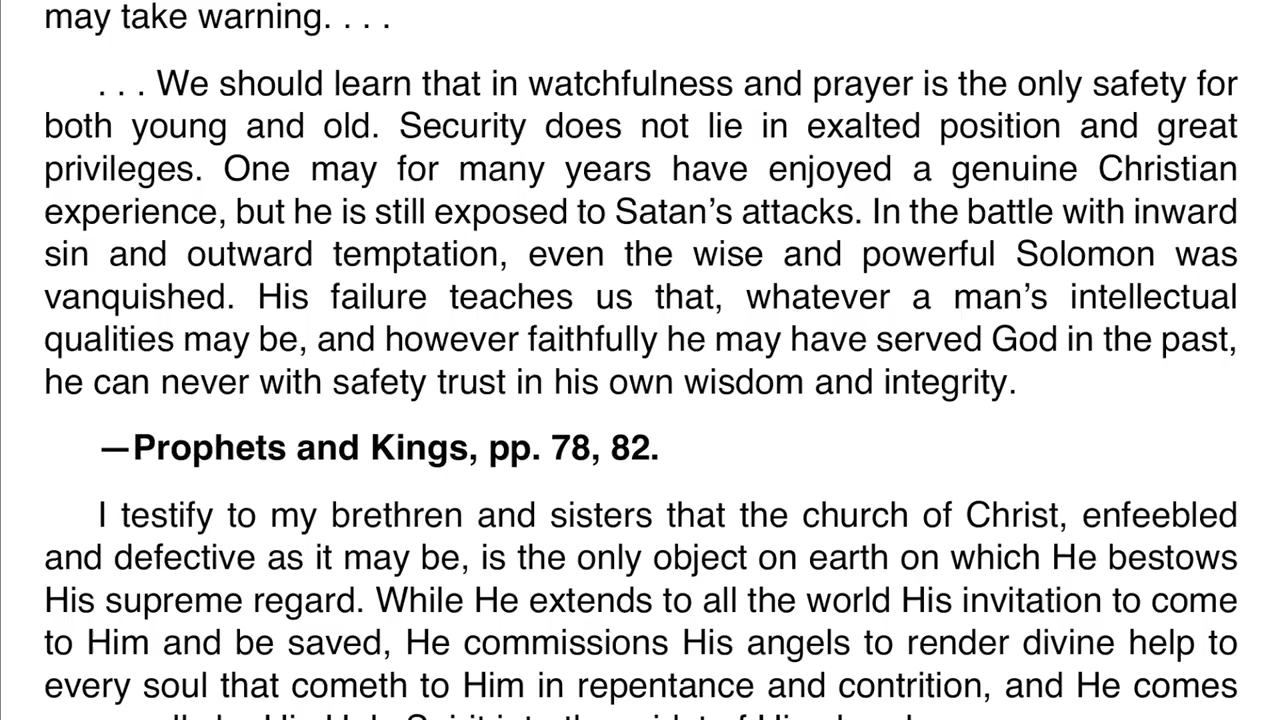 may take warning. . . .
. . . We should learn that in watchfulness and prayer is the only safety for
both young and old. Security does not lie in exalted position and great
privileges. One may for many years have enjoyed a genuine Christian
experience, but he is still exposed to Satan’s attacks. In the battle with inward
sin and outward temptation, even the wise and powerful Solomon was
vanquished. His failure teaches us that, whatever a man’s intellectual
qualities may be, and however faithfully he may have served God in the past,
he can never with safety trust in his own wisdom and integrity.
—Prophets and Kings, pp. 78, 82.
I testify to my brethren and sisters that the church of Christ, enfeebled
and defective as it may be, is the only object on earth on which He bestows
His supreme regard. While He extends to all the world His invitation to come
to Him and be saved, He commissions His angels to render divine help to
every soul that cometh to Him in repentance and contrition, and He comes